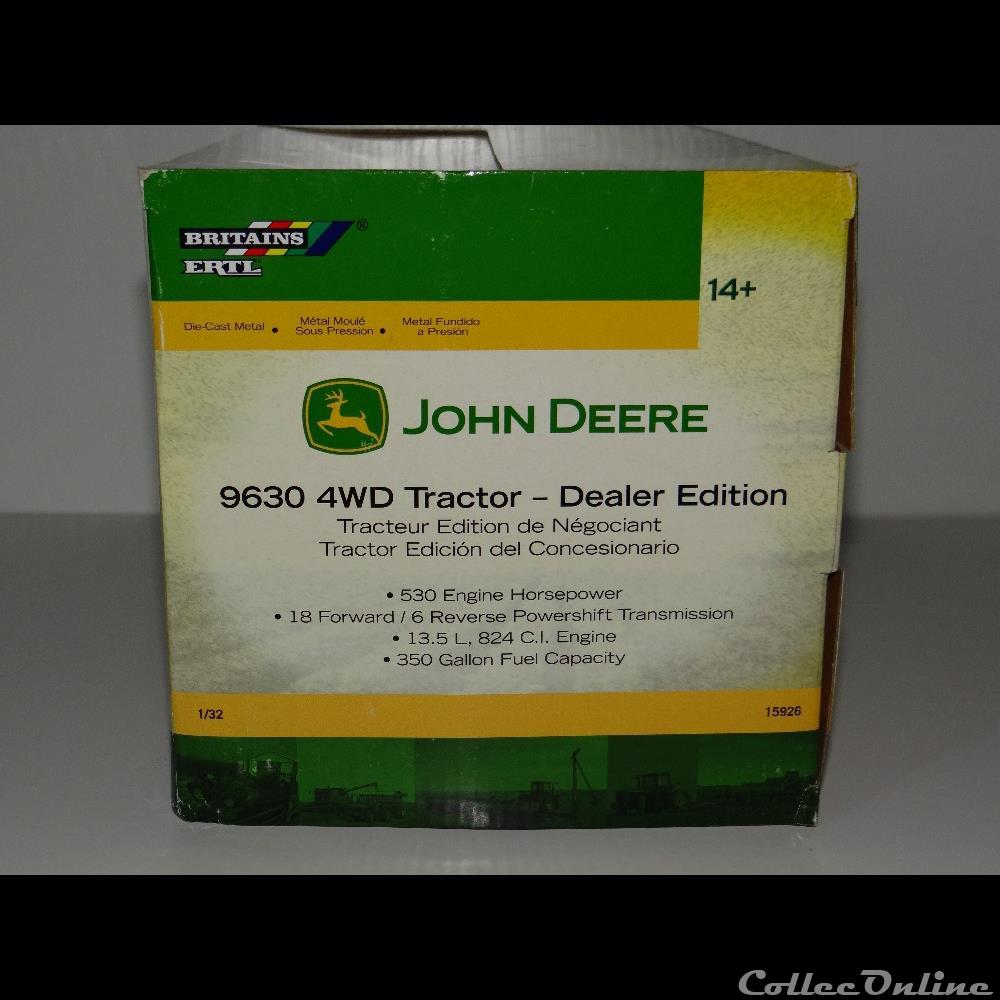 BRITAINS ®
ERTL
14+
Die-Cast Metal • Métal Moulé Sous Pression • Metal Fundido a Presión
JOHN DEERE
9630 4WD Tractor – Dealer Edition
Tracteur Edition de Négociant
Tractor Edición del Concesionario
• 530 Engine Horsepower
• 18 Forward / 6 Reverse Powershift Transmission
• 13.5 L, 824 C.I. Engine
• 350 Gallon Fuel Capacity
1/32 15926
CollecOnline